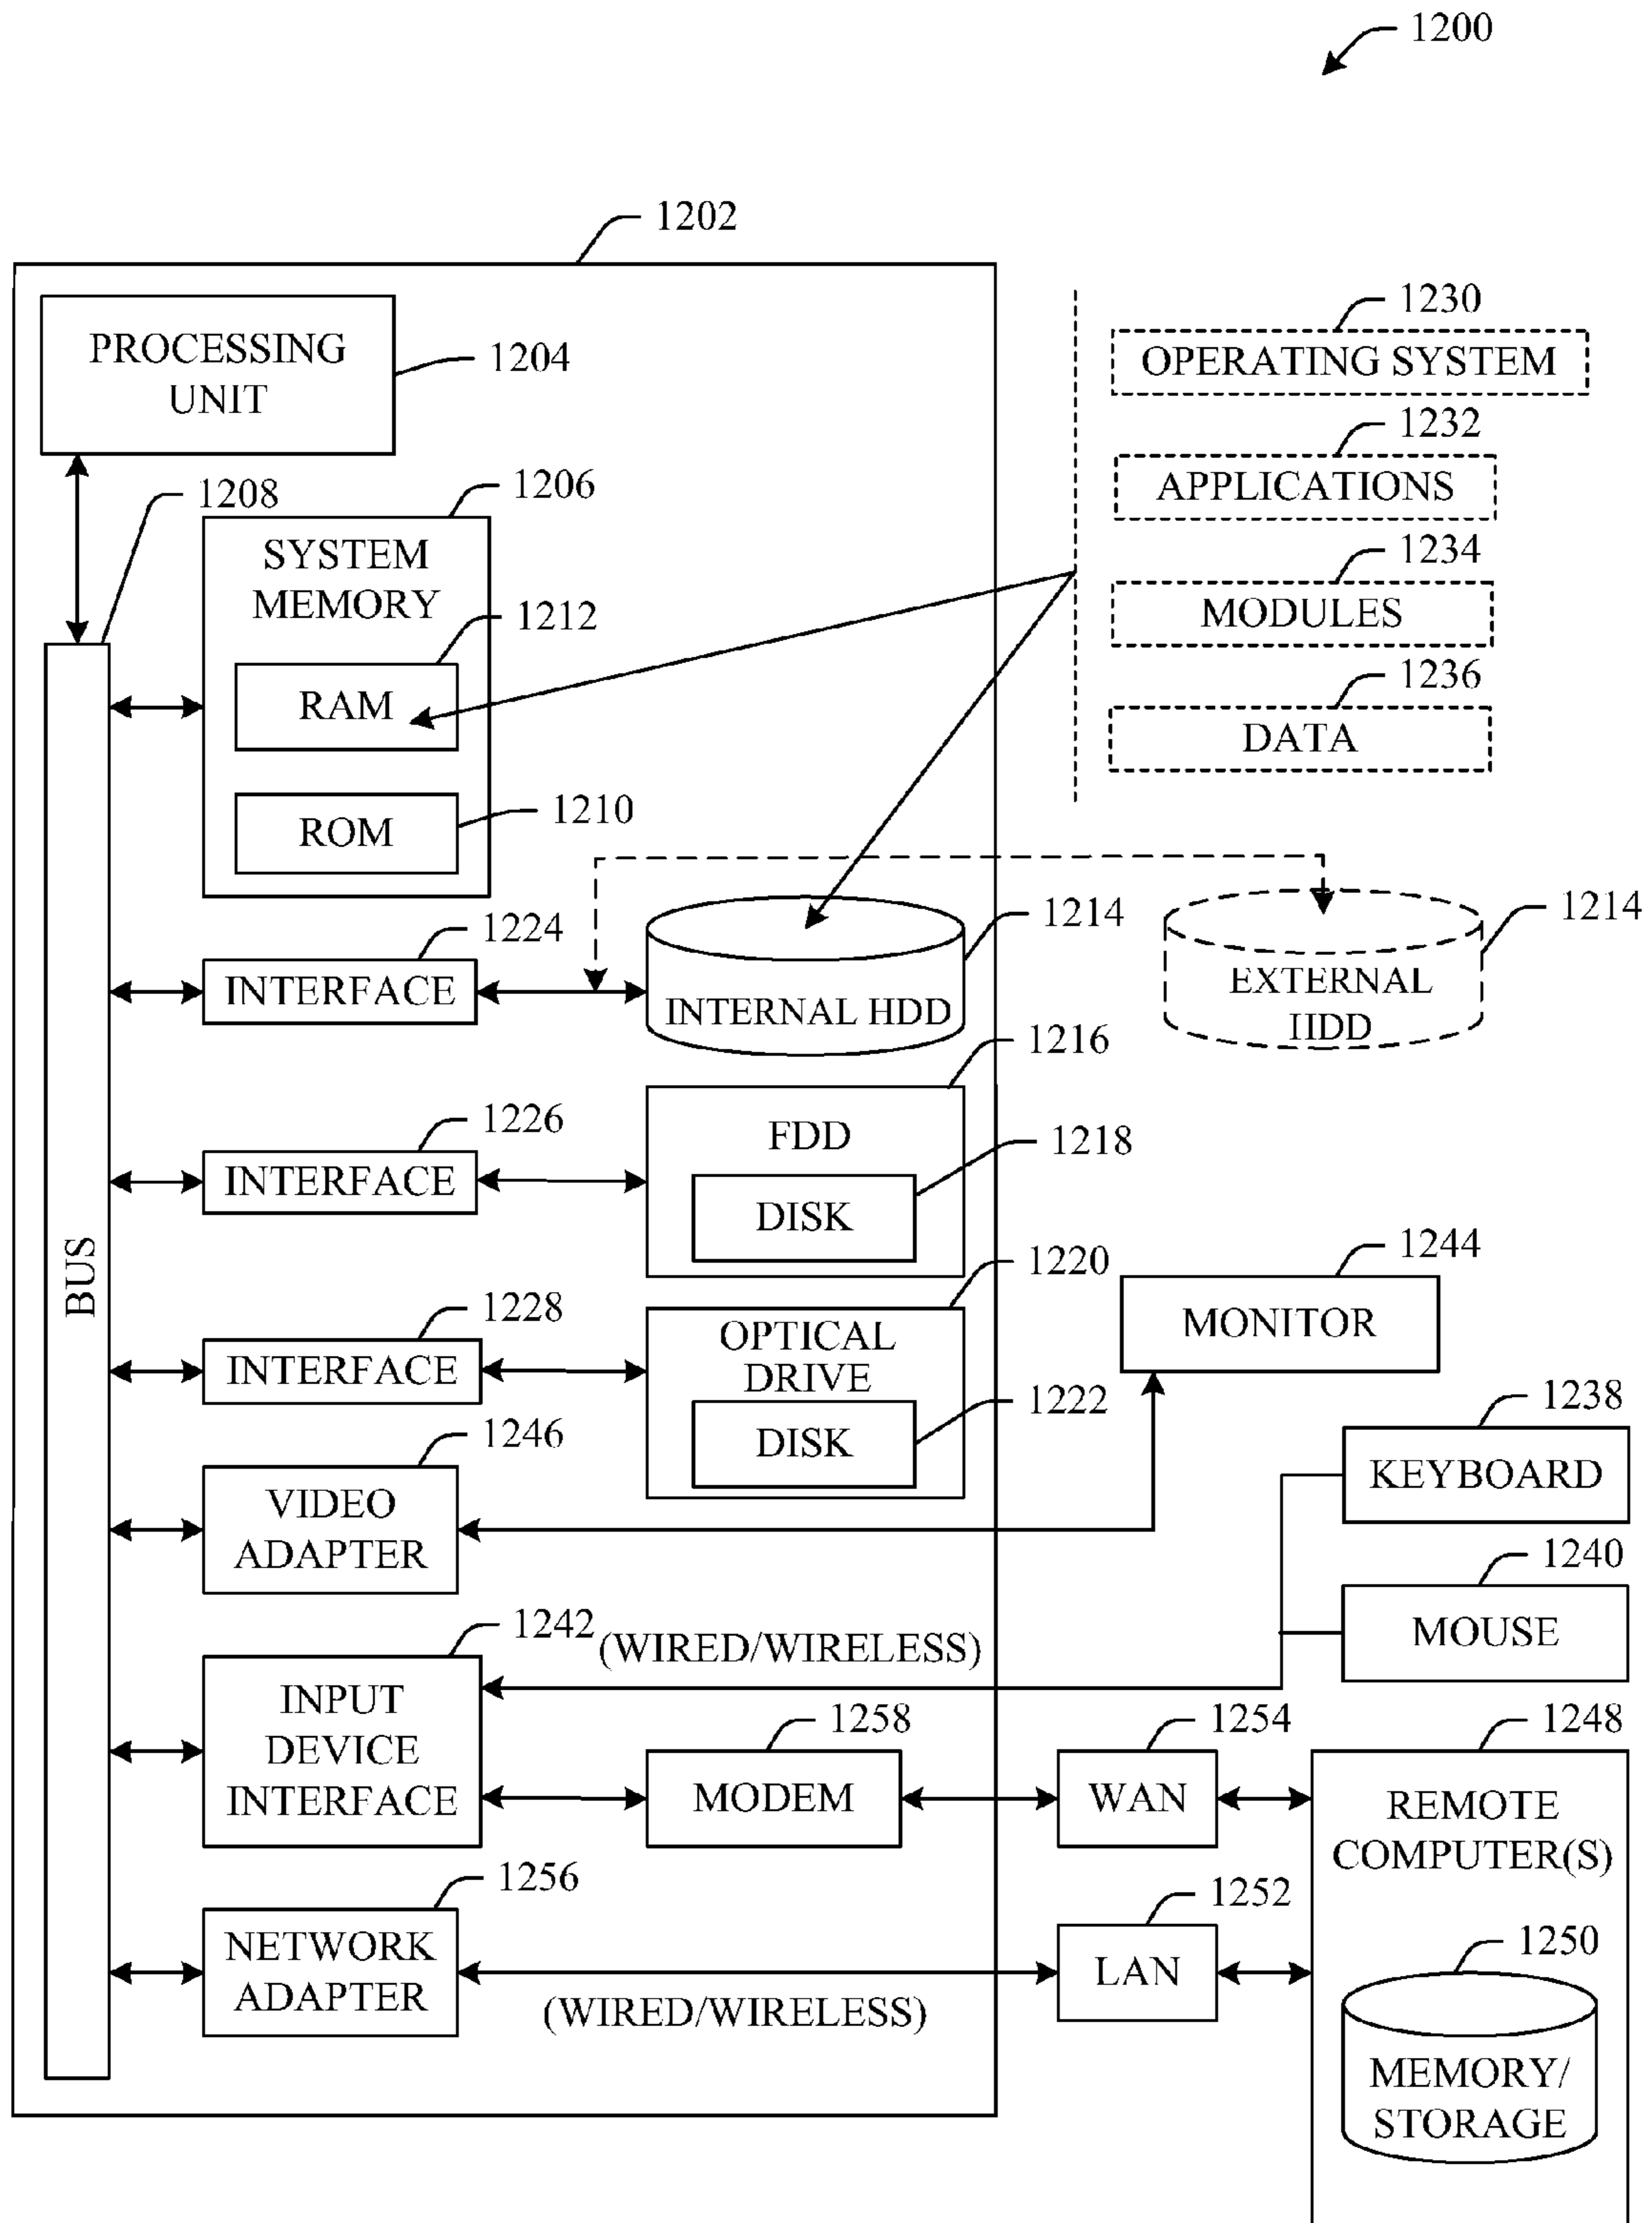 1200
1202
PROCESSING
UNIT
1204
1230
OPERATING SYSTEM
1232
APPLICATIONS
1234
MODULES
1236
DATA
1208
1206
SYSTEM
MEMORY
1212
RAM
ROM
1210
1224
INTERFACE
1214
INTERNAL HDD
1214
EXTERNAL
HDD
1216
1226
INTERFACE
FDD
1218
DISK
BUS
1220
1228
INTERFACE
OPTICAL
DRIVE
1222
DISK
1244
MONITOR
1238
KEYBOARD
1246
VIDEO
ADAPTER
1240
MOUSE
1242
(WIRED/WIRELESS)
INPUT
DEVICE
INTERFACE
1258
MODEM
1254
WAN
1248
REMOTE
COMPUTER(S)
1256
NETWORK
ADAPTER
(WIRED/WIRELESS)
1252
LAN
1250
MEMORY/
STORAGE